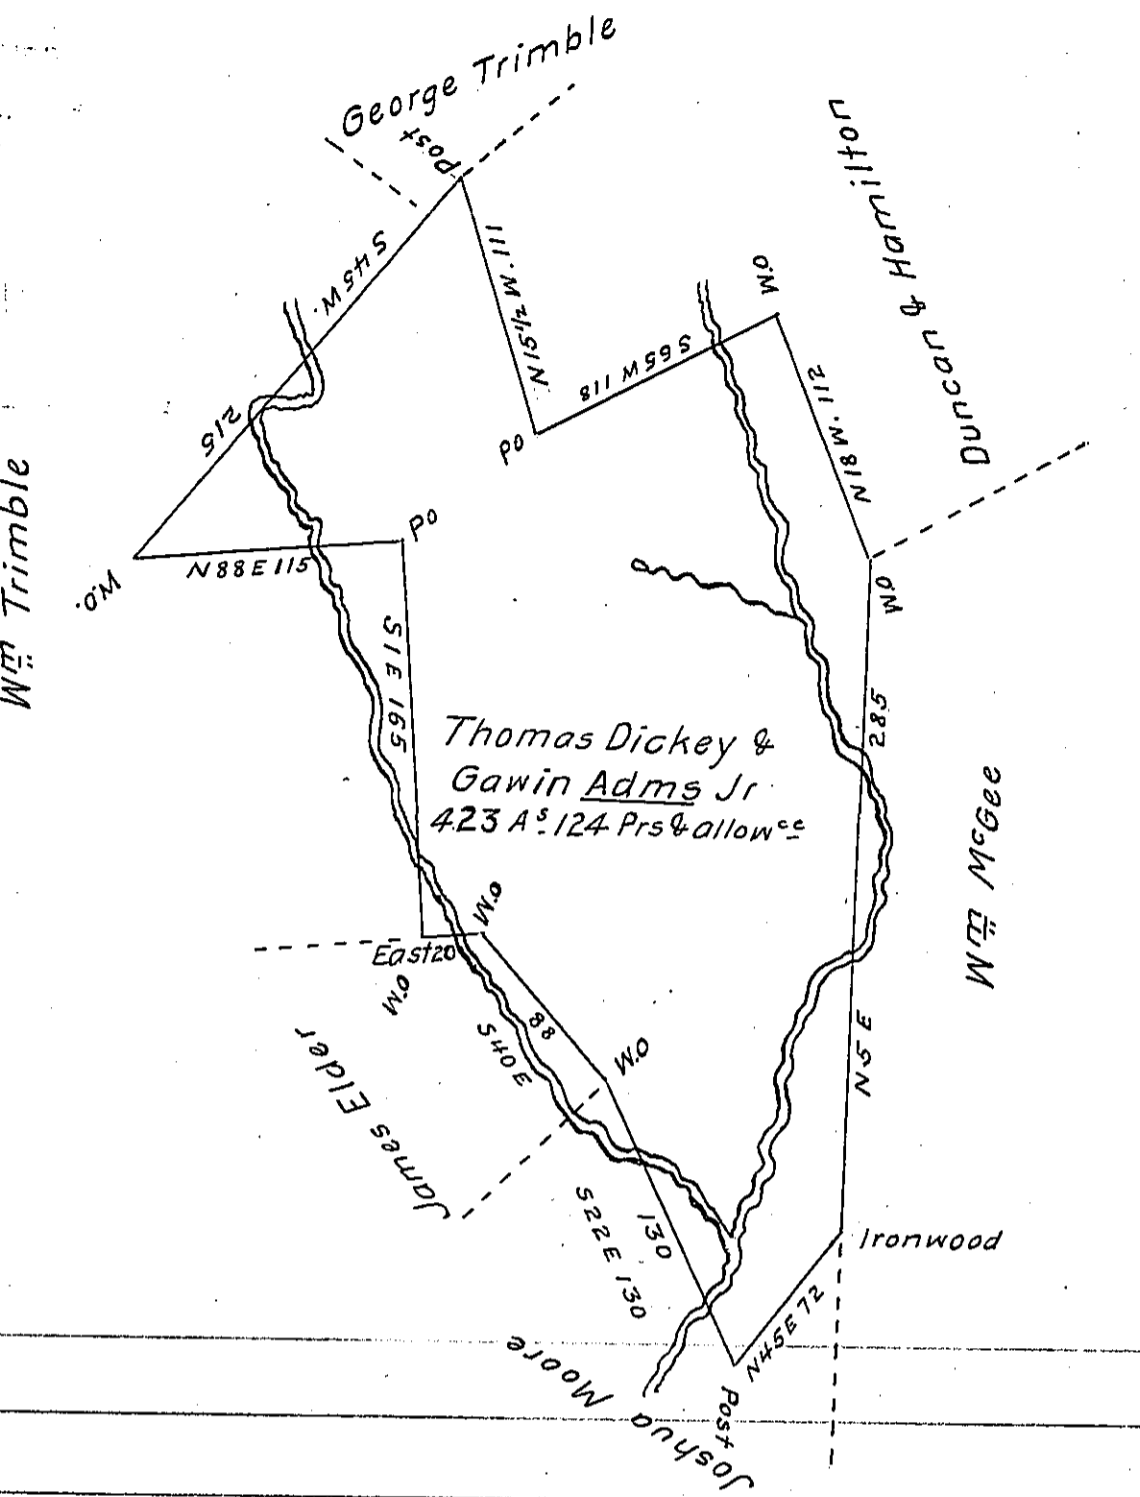 George Trimble
Post
S45W.
215
N15½W. 111
W.O
S65W 118
PO
N18W. 112
Duncan & Hamilton
W.O
Wm Trimble
W.O.
N88E 115
PO
S1E 165
285
Thomas Dickey &
Gawin Adms Jr
423 As. 124 Prs & allowce
Wm McGee
W.O
East 20
W.O
88
S40E
W.O
N5E
James Elder
130
S22E 130
Ironwood
N45E 72
Post
Joshua Moore